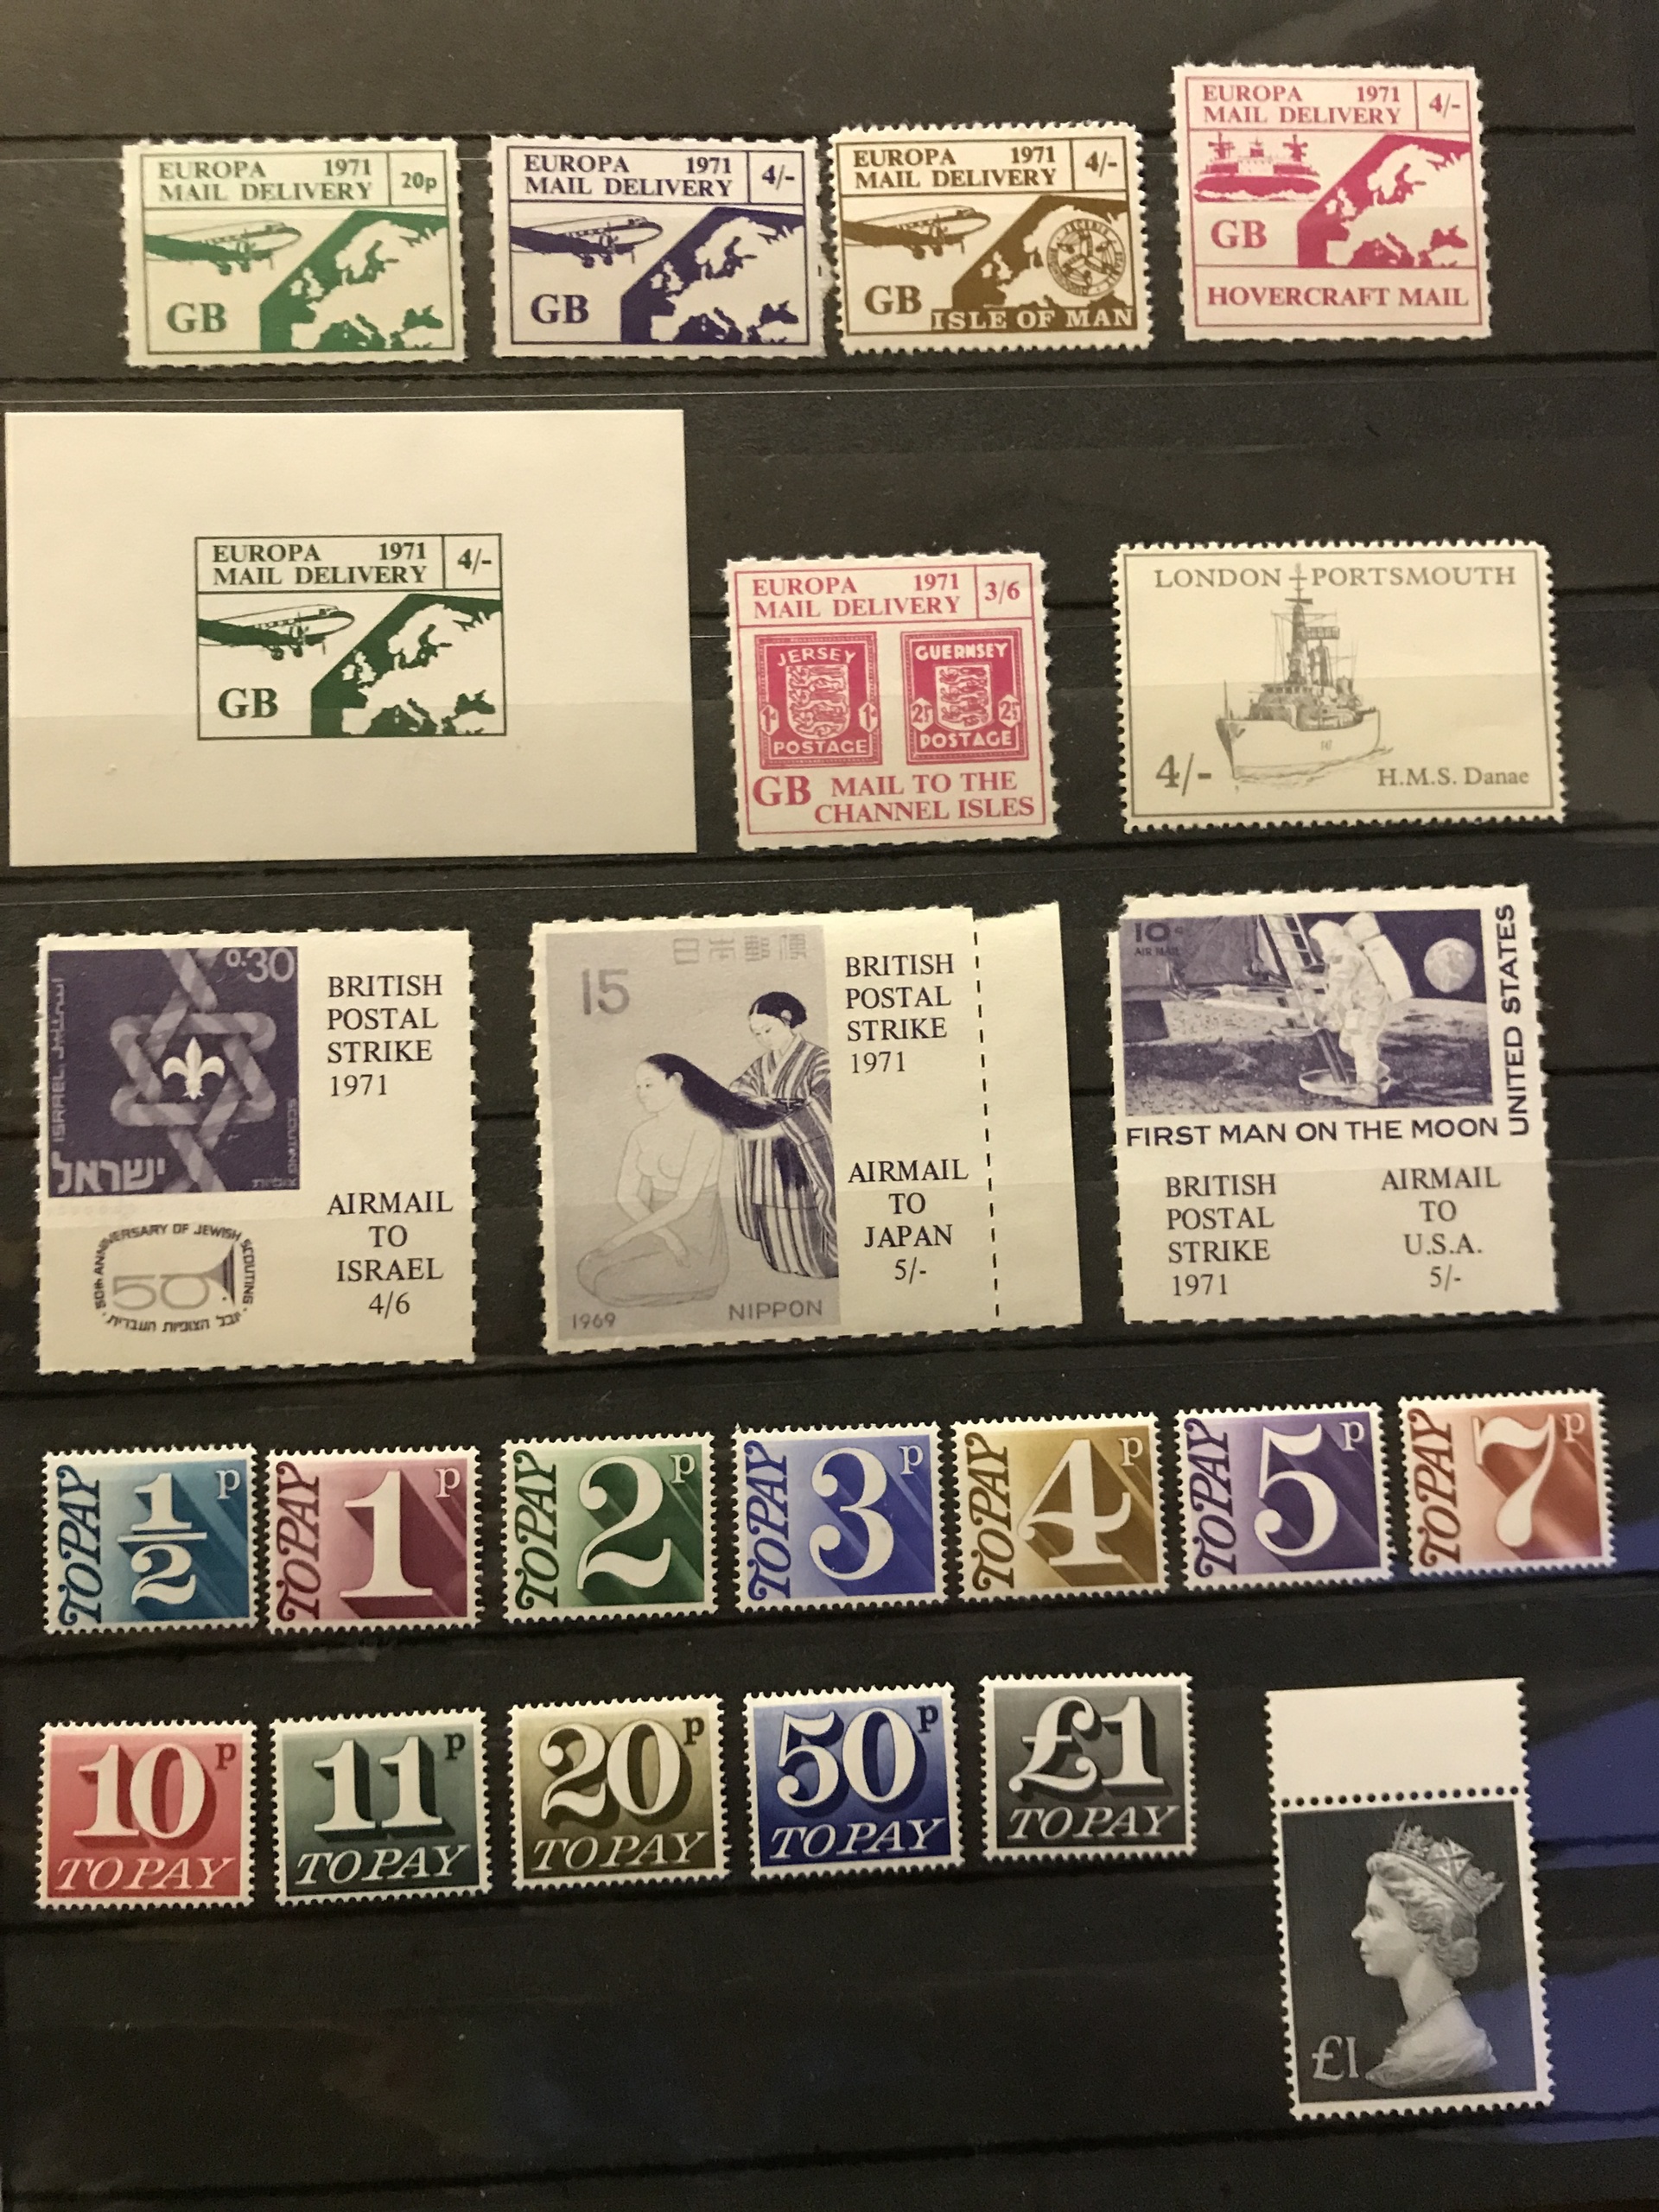 EUROPA 1971
MAIL DELIVERY
20p
GB
EUROPA 1971
MAIL DELIVERY
4/-
GB
EUROPA 1971
MAIL DELIVERY
4/-
GB
ISLE OF MAN
EUROPA 1971
MAIL DELIVERY
4/-
GB
HOVERCRAFT MAIL
EUROPA 1971
MAIL DELIVERY
4/-
GB
EUROPA 1971
MAIL DELIVERY
3/6
JERSEY
1d 1d
POSTAGE
GUERNSEY
POSTAGE
GB MAIL TO THE
CHANNEL ISLES
LONDON PORTSMOUTH
4/-
H.M.S. Danae
0.30
ISRAEL
SCOUTING
ישראל
50th ANNIVERSARY OF JEWISH SCOUTING
50
יובל הצופיות העברית
BRITISH
POSTAL
STRIKE
1971
AIRMAIL
TO
ISRAEL
4/6
日本郵便
15
1969
NIPPON
BRITISH
POSTAL
STRIKE
1971
AIRMAIL
TO
JAPAN
5/-
10¢
AIR MAIL
UNITED STATES
FIRST MAN ON THE MOON
BRITISH
POSTAL
STRIKE
1971
AIRMAIL
TO
U.S.A.
5/-
TO PAY
1/2 p
TO PAY
1p
TO PAY
2p
TO PAY
3p
TO PAY
4p
TO PAY
5p
TO PAY
7p
10p
TO PAY
11p
TO PAY
20p
TO PAY
50p
TO PAY
£1
TO PAY
£1